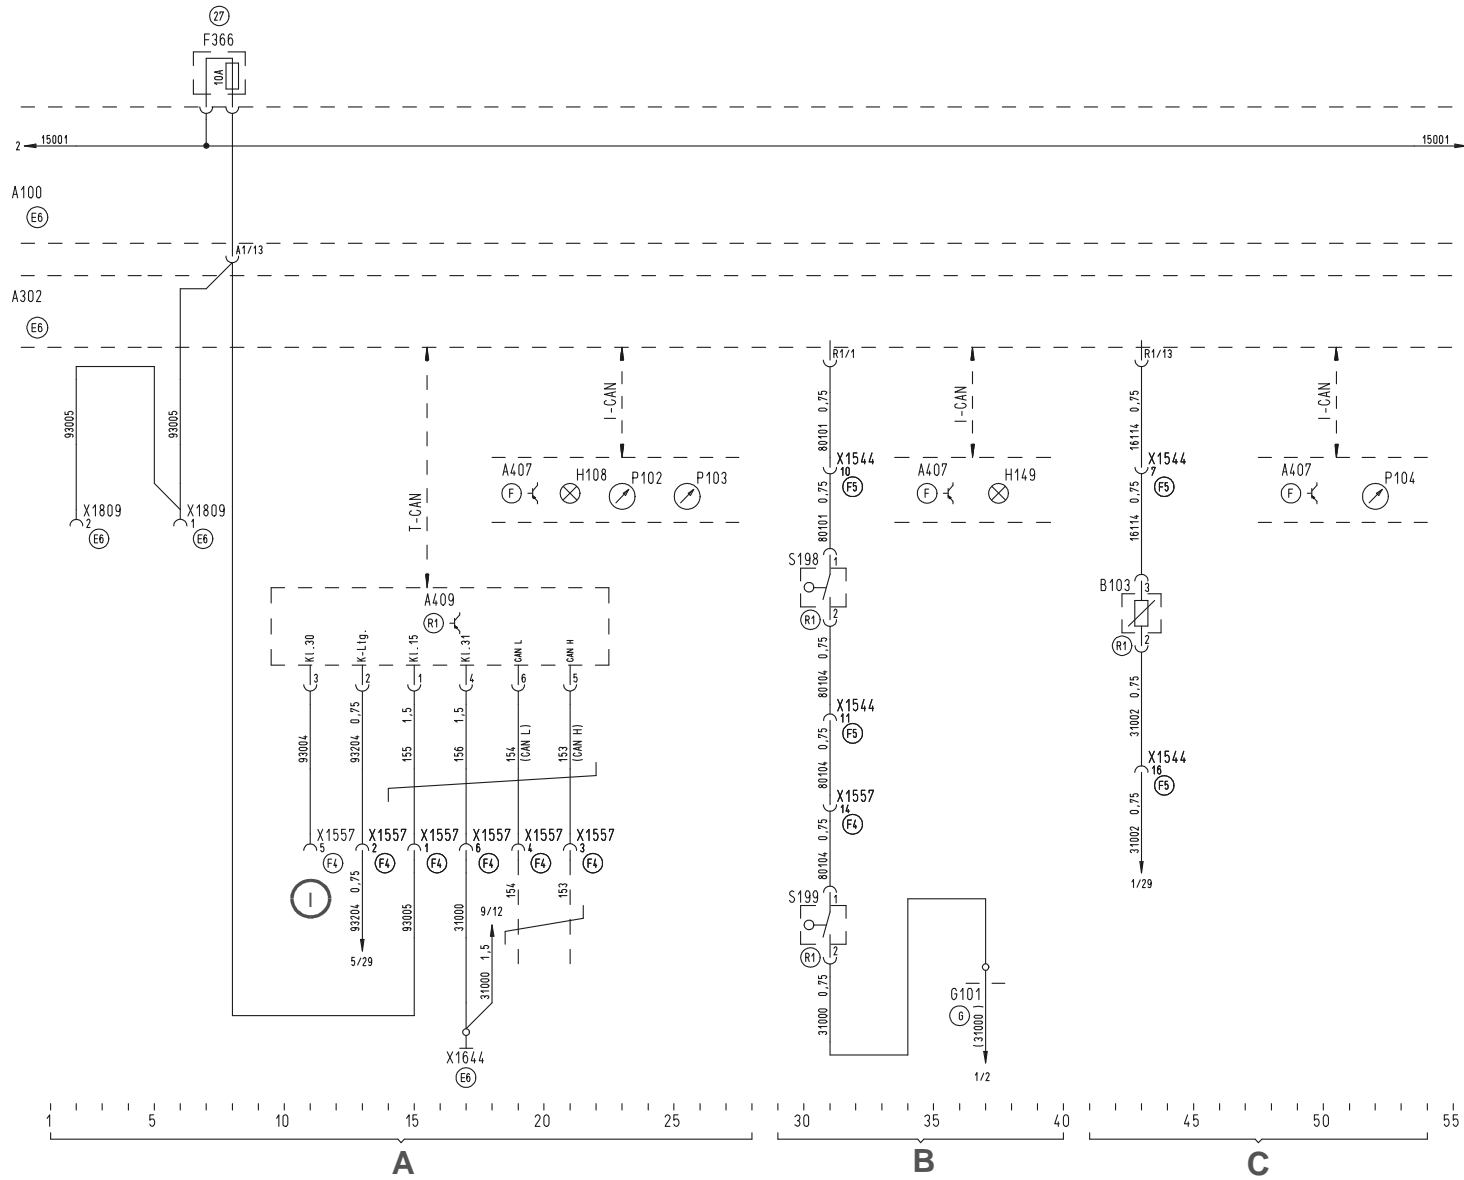 27
F366
10A
2 15001 15001
A100
E6
A1/13
A302
E6
R1/1 R1/13
93005 93005
T-CAN
I-CAN I-CAN I-CAN
80101 0,75
16114 0,75
A407 H108 P102 P103
F
X1544
10
F5
A407 H149
F
X1544
7
F5
A407 P104
F
X1809
2
E6
X1809
1
E6
80101 0,75
16114 0,75
S198
1
2
R1
B103
3
2
R1
A409
R1
Kl.30 K-Ltg. Kl.15 Kl.31 CAN L CAN H
3 2 1 4 6 5
93004
93204 0,75
155 1,5
156 1,5
154
(CAN L)
153
(CAN H)
80104 0,75
31002 0,75
X1544
11
F5
80104 0,75
X1544
16
F5
X1557
14
F4
X1557 X1557 X1557 X1557 X1557 X1557
5 2 1 6 4 3
F4 F4 F4 F4 F4 F4
I
80104 0,75
31002 0,75
1/29
93204 0,75
93005
31000
154
153
S199
1
2
R1
9/12
5/29
31000 1,5
31000 0,75
G101
G
(31000 )
X1644
E6
1/2
1 5 10 15 20 25 30 35 40 45 50 55
A B C